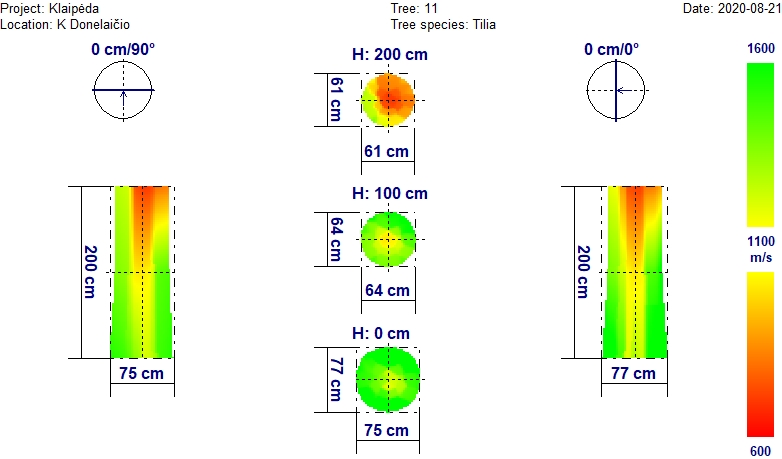 Project: Klaipėda
Tree: 11
Date: 2020-08-21
Location: K Donelaičio
Tree species: Tilia
0 cm/90°
H: 200 cm
0 cm/0°
1600
61 cm
61 cm
H: 100 cm
64 cm
64 cm
200 cm
200 cm
1100
m/s
H: 0 cm
77 cm
75 cm
75 cm
77 cm
600